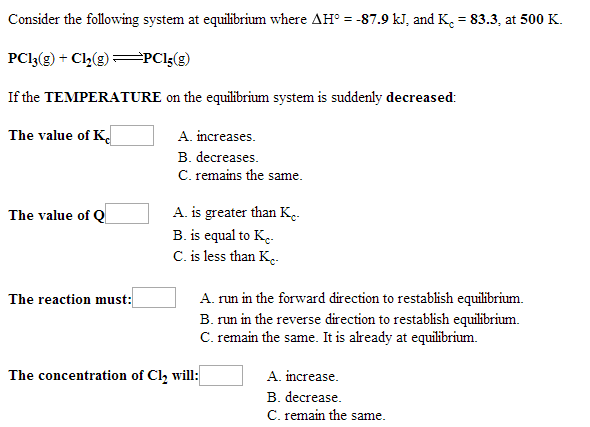 Consider the following system at equilibrium where ΔH° = -87.9 kJ, and Kc = 83.3, at 500 K.
PCl3(g) + Cl2(g) ⇌ PCl5(g)
If the TEMPERATURE on the equilibrium system is suddenly decreased:
The value of Kc
A. increases.
B. decreases.
C. remains the same.
The value of Q
A. is greater than Kc.
B. is equal to Kc.
C. is less than Kc.
The reaction must:
A. run in the forward direction to restablish equilibrium.
B. run in the reverse direction to restablish equilibrium.
C. remain the same. It is already at equilibrium.
The concentration of Cl2 will:
A. increase.
B. decrease.
C. remain the same.